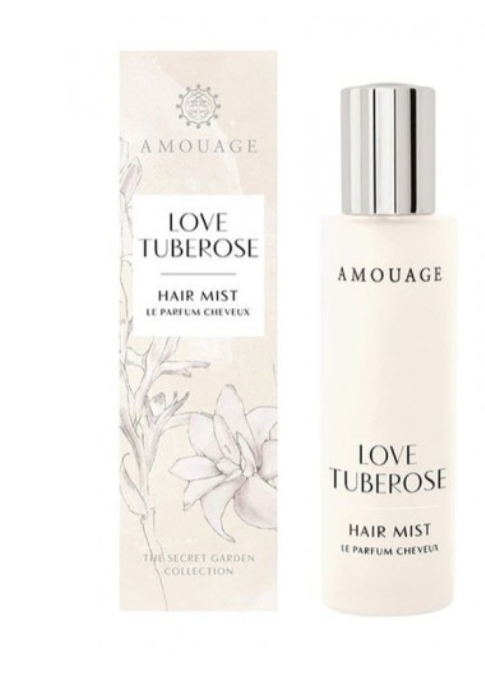 AMOUAGE
LOVE
TUBEROSE
HAIR MIST
LE PARFUM CHEVEUX
THE SECRET GARDEN
COLLECTION
AMOUAGE
LOVE
TUBEROSE
HAIR MIST
LE PARFUM CHEVEUX